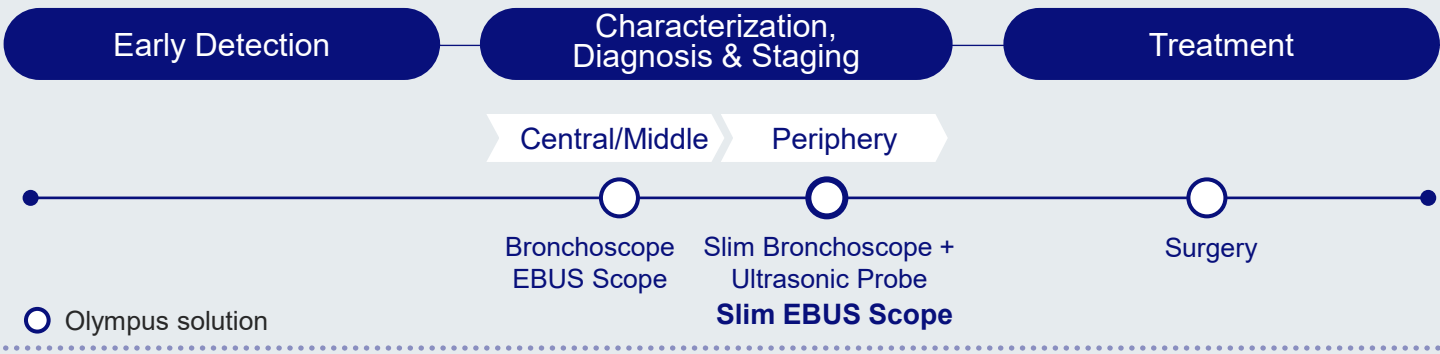 Early Detection
Characterization,
Diagnosis & Staging
Treatment
Central/Middle
Periphery
Bronchoscope
EBUS Scope
Slim Bronchoscope +
Ultrasonic Probe
Slim EBUS Scope
Surgery
Olympus solution